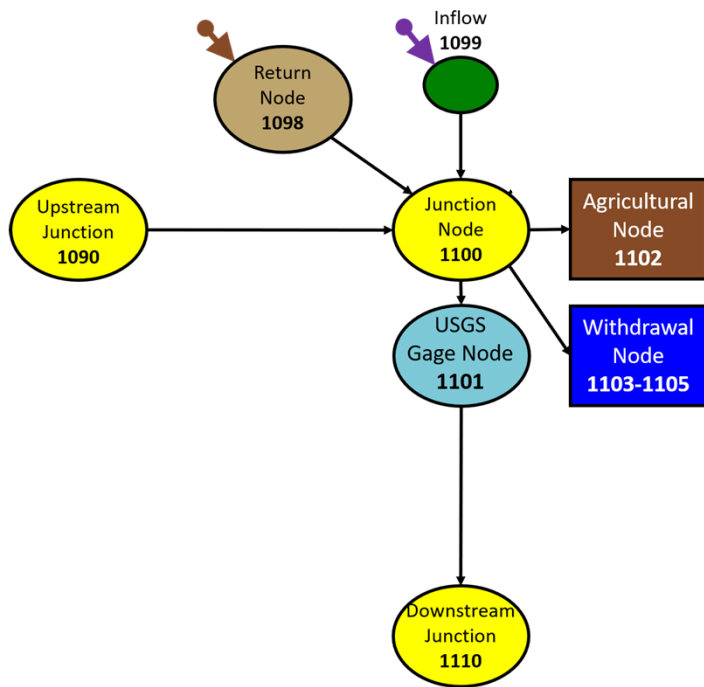 Inflow
1099
Return
Node
1098
Upstream
Junction
1090
Junction
Node
1100
Agricultural
Node
1102
USGS
Gage Node
1101
Withdrawal
Node
1103-1105
Downstream
Junction
1110